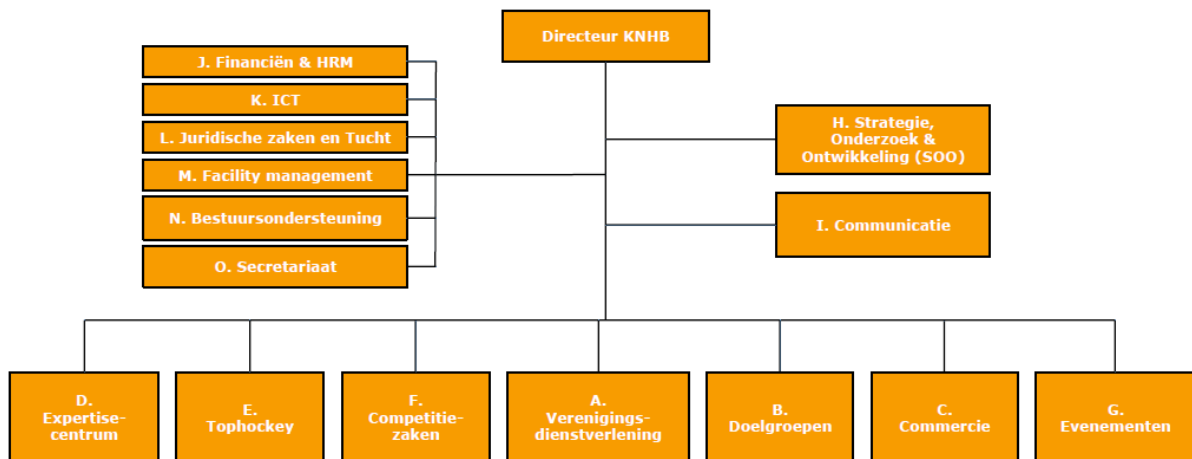 Directeur KNHB
J. Financiën & HRM
K. ICT
L. Juridische zaken en Tucht
M. Facility management
N. Bestuursondersteuning
O. Secretariaat
H. Strategie,
Onderzoek &
Ontwikkeling (SOO)
I. Communicatie
D.
Expertise-
centrum
E.
Tophockey
F.
Competitie-
zaken
A.
Verenigings-
dienstverlening
B.
Doelgroepen
C.
Commercie
G.
Evenementen